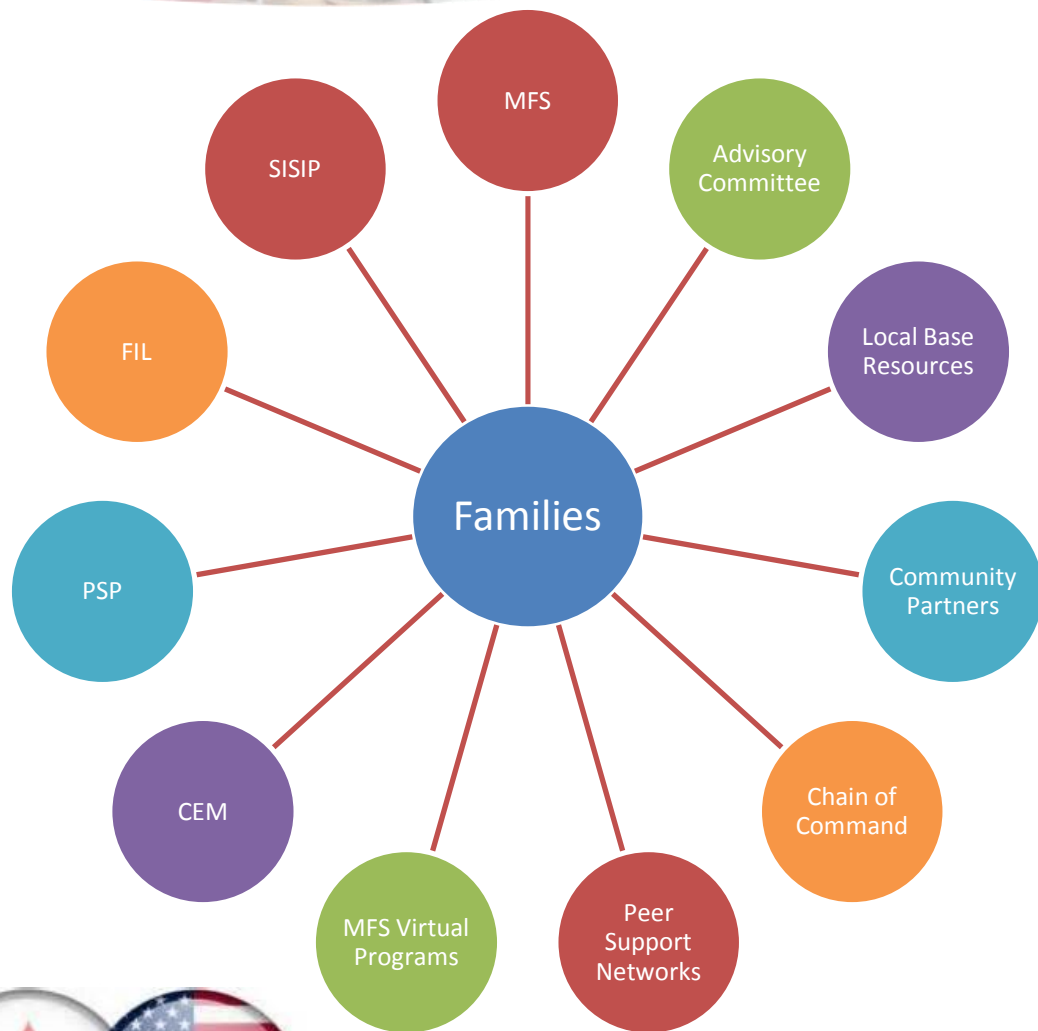 MFS
Advisory
Committee
Local Base
Resources
Community
Partners
Chain of
Command
Peer
Support
Networks
MFS Virtual
Programs
CEM
PSP
FIL
SISIP
Families